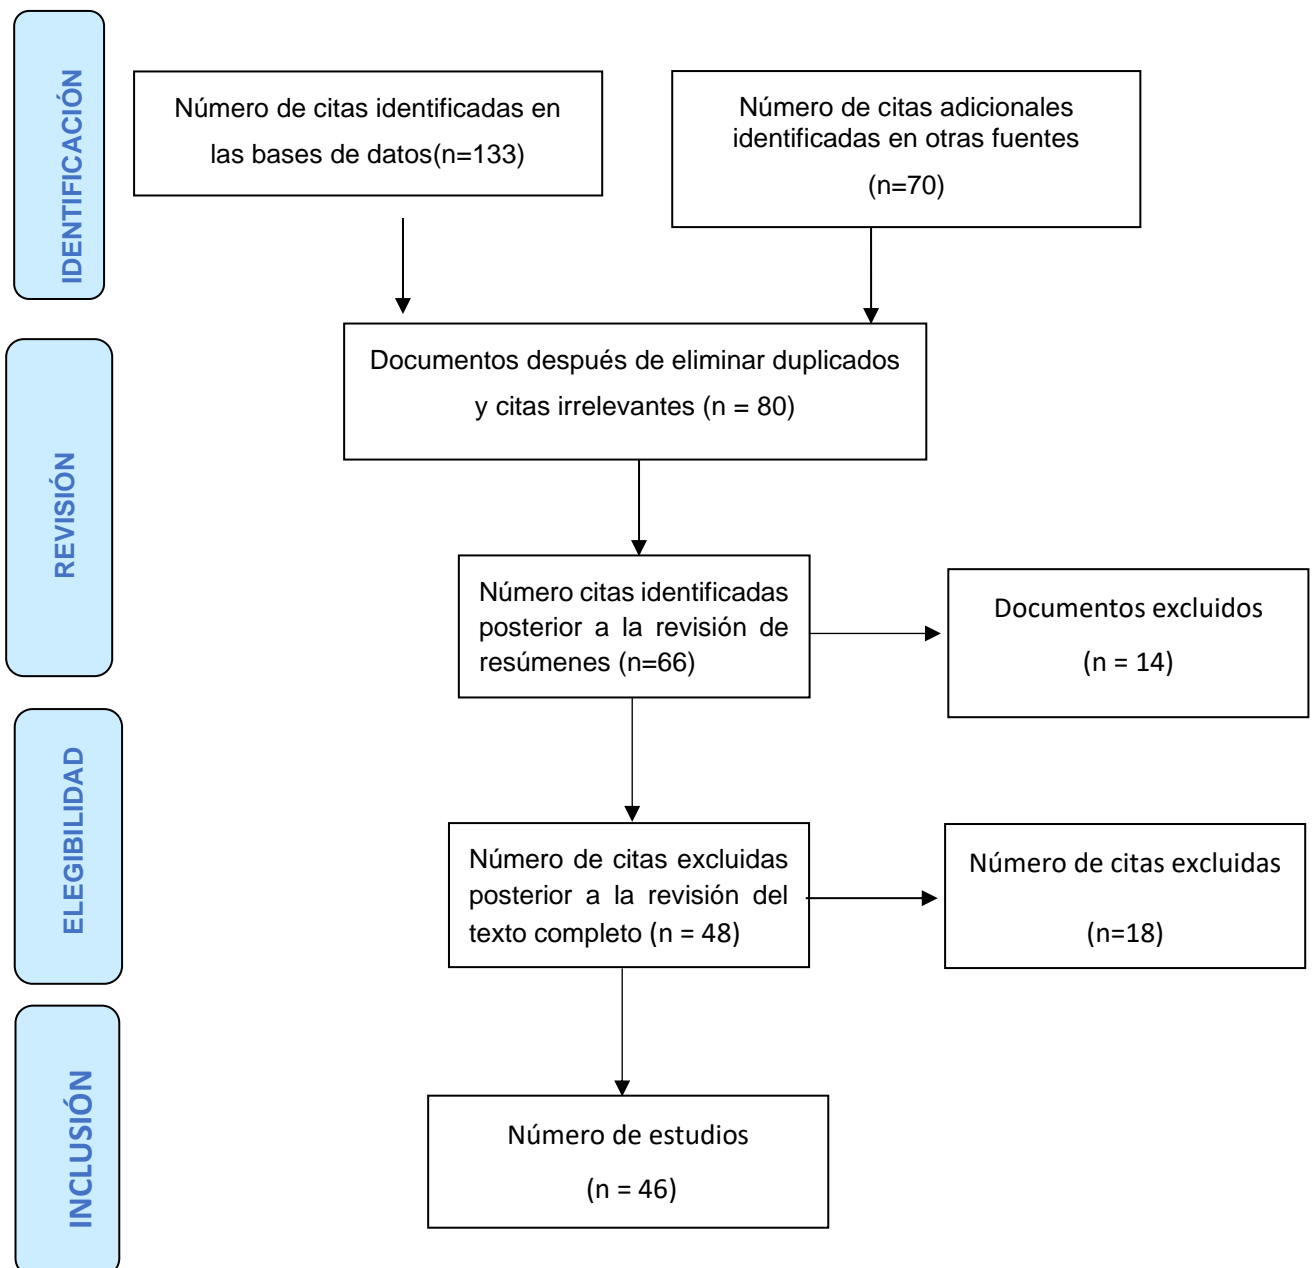 IDENTIFICACIÓN
Número de citas identificadas en
las bases de datos(n=133)
Número de citas adicionales
identificadas en otras fuentes
(n=70)
REVISIÓN
Documentos después de eliminar duplicados
y citas irrelevantes (n = 80)
Número citas identificadas
posterior a la revisión de
resúmenes (n=66)
Documentos excluidos
(n = 14)
ELEGIBILIDAD
Número de citas excluidas
posterior a la revisión del
texto completo (n = 48)
Número de citas excluidas
(n=18)
INCLUSIÓN
Número de estudios
(n = 46)